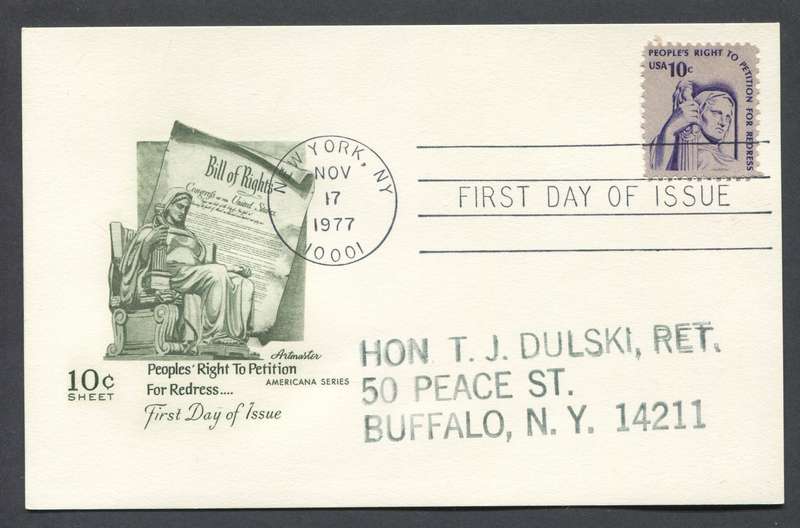 PEOPLE'S RIGHT TO PETITION FOR REDRESS
USA 10c
NEW YORK, NY
NOV
17
1977
10001
FIRST DAY OF ISSUE
Bill of Rights
Congress OF THE United States
Artmaster
Peoples' Right To Petition
AMERICANA SERIES
For Redress....
First Day of Issue
10¢
SHEET
HON. T. J. DULSKI, RET.
50 PEACE ST.
BUFFALO, N. Y. 14211